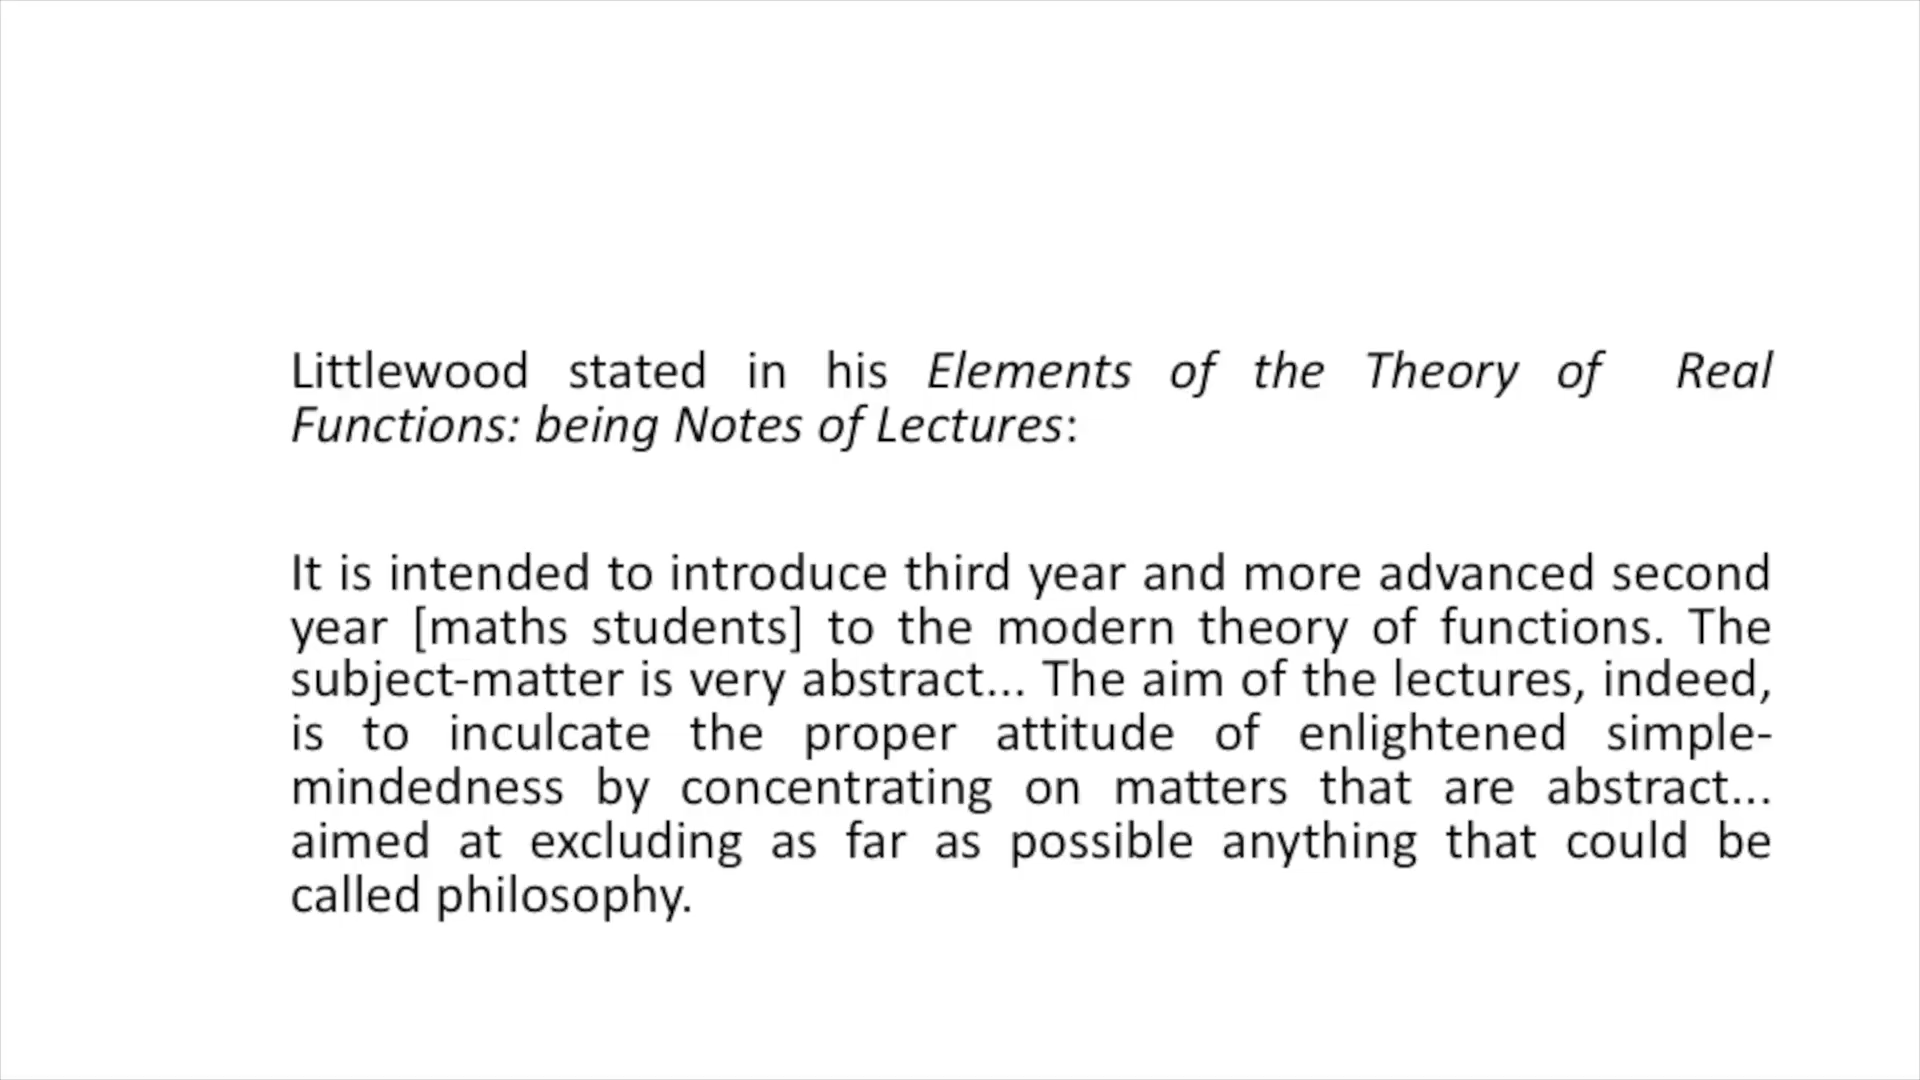 Littlewood stated in his Elements of the Theory of Real
Functions: being Notes of Lectures:
It is intended to introduce third year and more advanced second
year [maths students] to the modern theory of functions. The
subject-matter is very abstract... The aim of the lectures, indeed,
is to inculcate the proper attitude of enlightened simple-
mindedness by concentrating on matters that are abstract...
aimed at excluding as far as possible anything that could be
called philosophy.